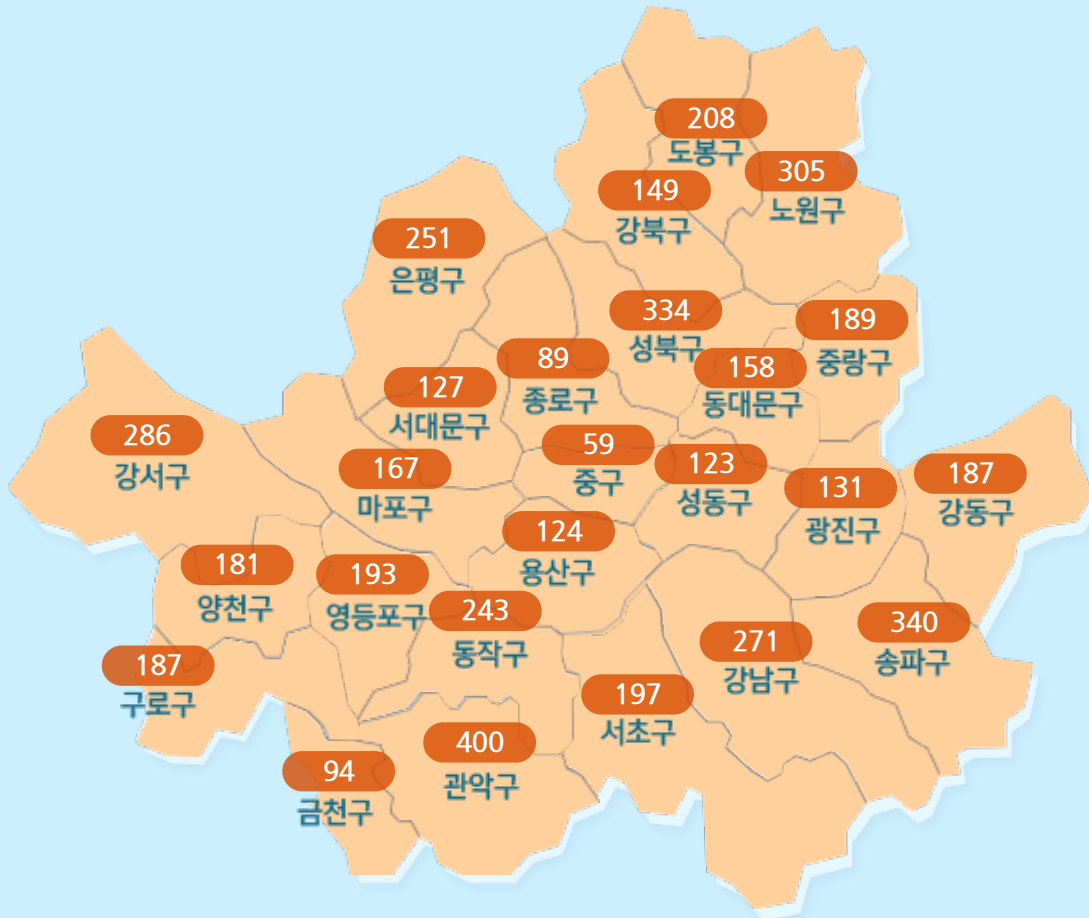 208
도봉구
305
노원구
149
강북구
251
은평구
334
성북구
189
중랑구
89
종로구
158
동대문구
127
서대문구
286
강서구
59
중구
123
성동구
187
강동구
167
마포구
131
광진구
124
용산구
181
양천구
193
영등포구
243
동작구
340
송파구
271
강남구
187
구로구
197
서초구
400
관악구
94
금천구